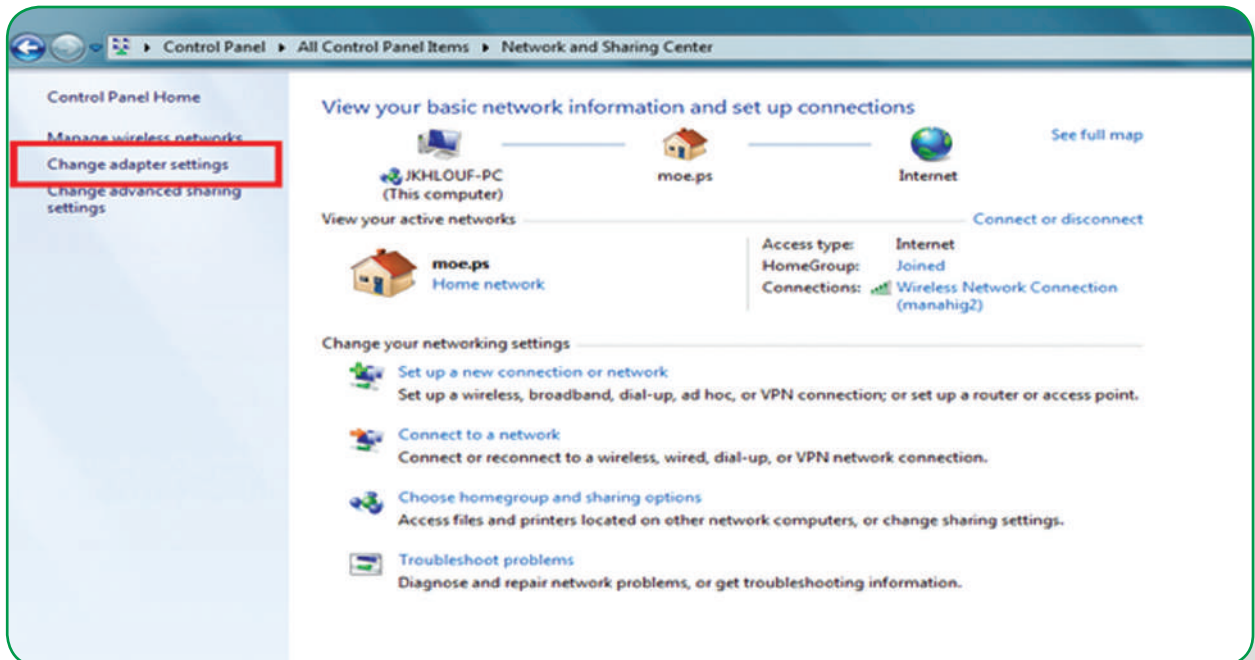 Control Panel ▸ All Control Panel Items ▸ Network and Sharing Center
Control Panel Home
Manage wireless networks
Change adapter settings
Change advanced sharing
settings
View your basic network information and set up connections
See full map
JKHLOUF-PC
(This computer)
moe.ps
Internet
View your active networks
Connect or disconnect
moe.ps
Home network
Access type: Internet
HomeGroup: Joined
Connections: Wireless Network Connection
(manahig2)
Change your networking settings
Set up a new connection or network
Set up a wireless, broadband, dial-up, ad hoc, or VPN connection; or set up a router or access point.
Connect to a network
Connect or reconnect to a wireless, wired, dial-up, or VPN network connection.
Choose homegroup and sharing options
Access files and printers located on other network computers, or change sharing settings.
Troubleshoot problems
Diagnose and repair network problems, or get troubleshooting information.